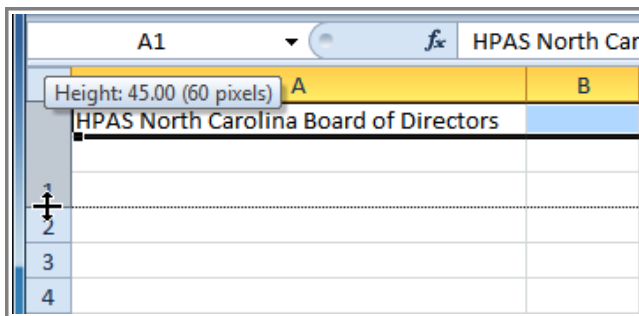 A1 fx HPAS North Car
Height: 45.00 (60 pixels) A B
HPAS North Carolina Board of Directors
1
2
3
4